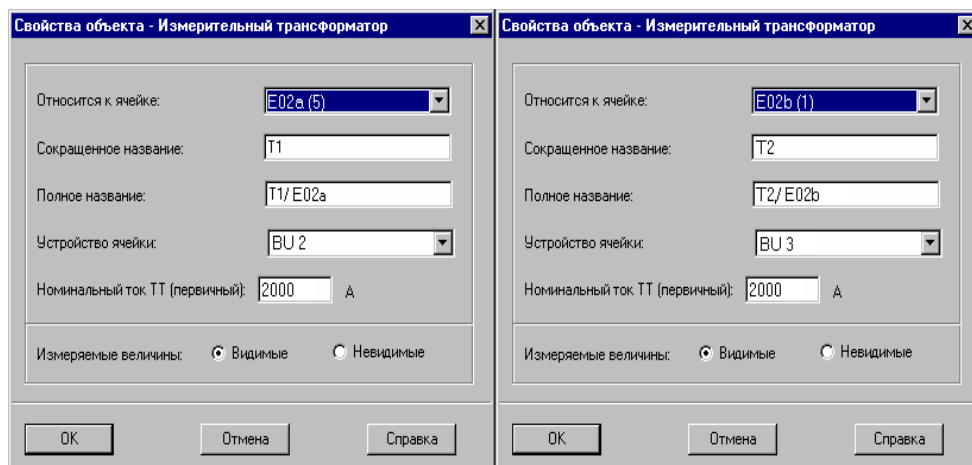 Свойства объекта - Измерительный трансформатор
Относится к ячейке: E02a (5)
Сокращенное название: T1
Полное название: T1/ E02a
Устройство ячейки: BU 2
Номинальный ток ТТ (первичный): 2000 A
Измеряемые величины: Видимые Невидимые
OK Отмена Справка
Свойства объекта - Измерительный трансформатор
Относится к ячейке: E02b (1)
Сокращенное название: T2
Полное название: T2/ E02b
Устройство ячейки: BU 3
Номинальный ток ТТ (первичный): 2000 A
Измеряемые величины: Видимые Невидимые
OK Отмена Справка